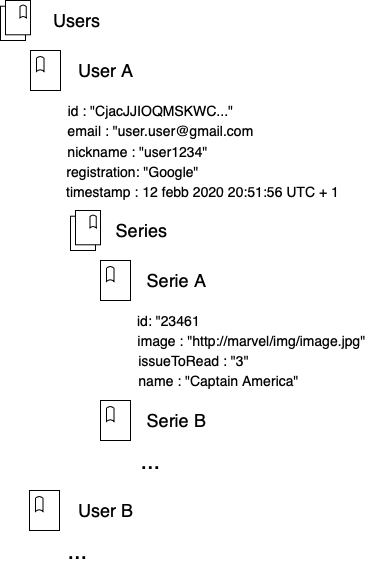 Users
User A
id : "CjacJJIOQMSKWC..."
email : "user.user@gmail.com
nickname : "user1234"
registration: "Google"
timestamp : 12 febb 2020 20:51:56 UTC + 1
Series
Serie A
id: "23461
image : "http://marvel/img/image.jpg"
issueToRead : "3"
name : "Captain America"
Serie B
...
User B
...